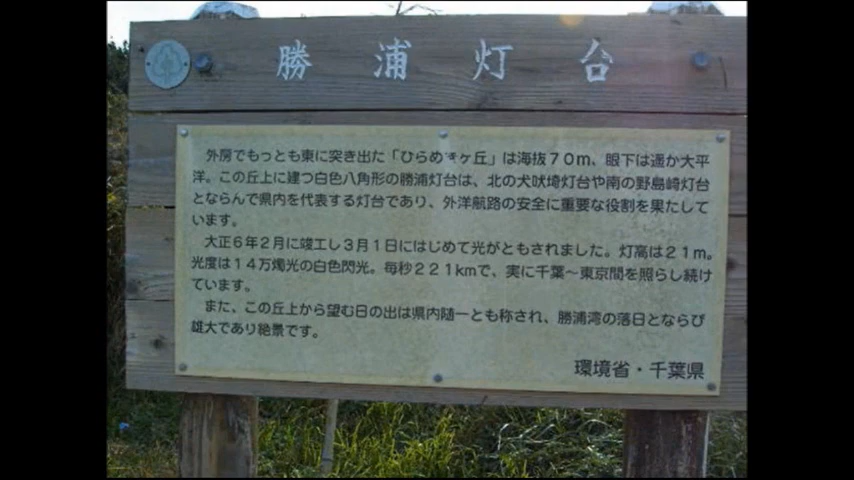 勝浦灯台
外房でもっとも東に突き出た「ひらめきヶ丘」は海抜70m、眼下は遥か大平
洋。この丘上に建つ白色八角形の勝浦灯台は、北の犬吠埼灯台や南の野島崎灯台
とならんで県内を代表する灯台であり、外洋航路の安全に重要な役割を果たして
います。
大正6年2月に竣工し3月1日にはじめて光がともされました。灯高は21m。
光度は14万燭光の白色閃光。毎秒221kmで、実に千葉～東京間を照らし続け
ています。
また、この丘上から望む日の出は県内随一とも称され、勝浦湾の落日とならび
雄大であり絶景です。
環境省・千葉県